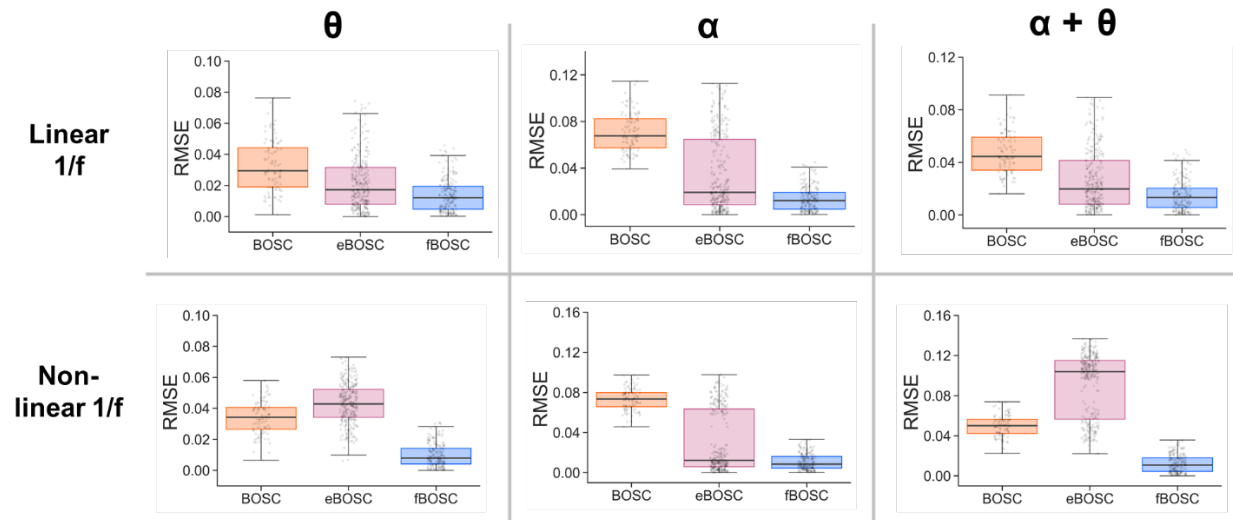 θ
α
α + θ
Linear
1/f
RMSE
0.10
0.08
0.06
0.04
0.02
0.00
BOSC
eBOSC
fBOSC
RMSE
0.12
0.08
0.04
0.00
BOSC
eBOSC
fBOSC
RMSE
0.12
0.08
0.04
0.00
BOSC
eBOSC
fBOSC
Non-
linear 1/f
RMSE
0.10
0.08
0.06
0.04
0.02
0.00
BOSC
eBOSC
fBOSC
RMSE
0.16
0.12
0.08
0.04
0.00
BOSC
eBOSC
fBOSC
RMSE
0.16
0.12
0.08
0.04
0.00
BOSC
eBOSC
fBOSC